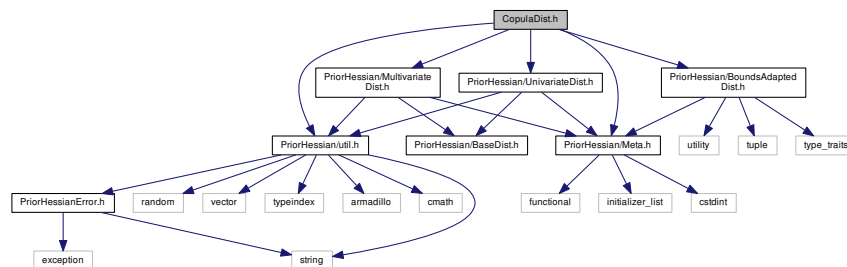 CopulaDist.h
PriorHessian/Multivariate
Dist.h
PriorHessian/UnivariateDist.h
PriorHessian/BoundsAdapted
Dist.h
PriorHessian/util.h
PriorHessian/BaseDist.h
PriorHessian/Meta.h
utility
tuple
type_traits
PriorHessianError.h
random
vector
typeindex
armadillo
cmath
functional
initializer_list
cstdint
exception
string